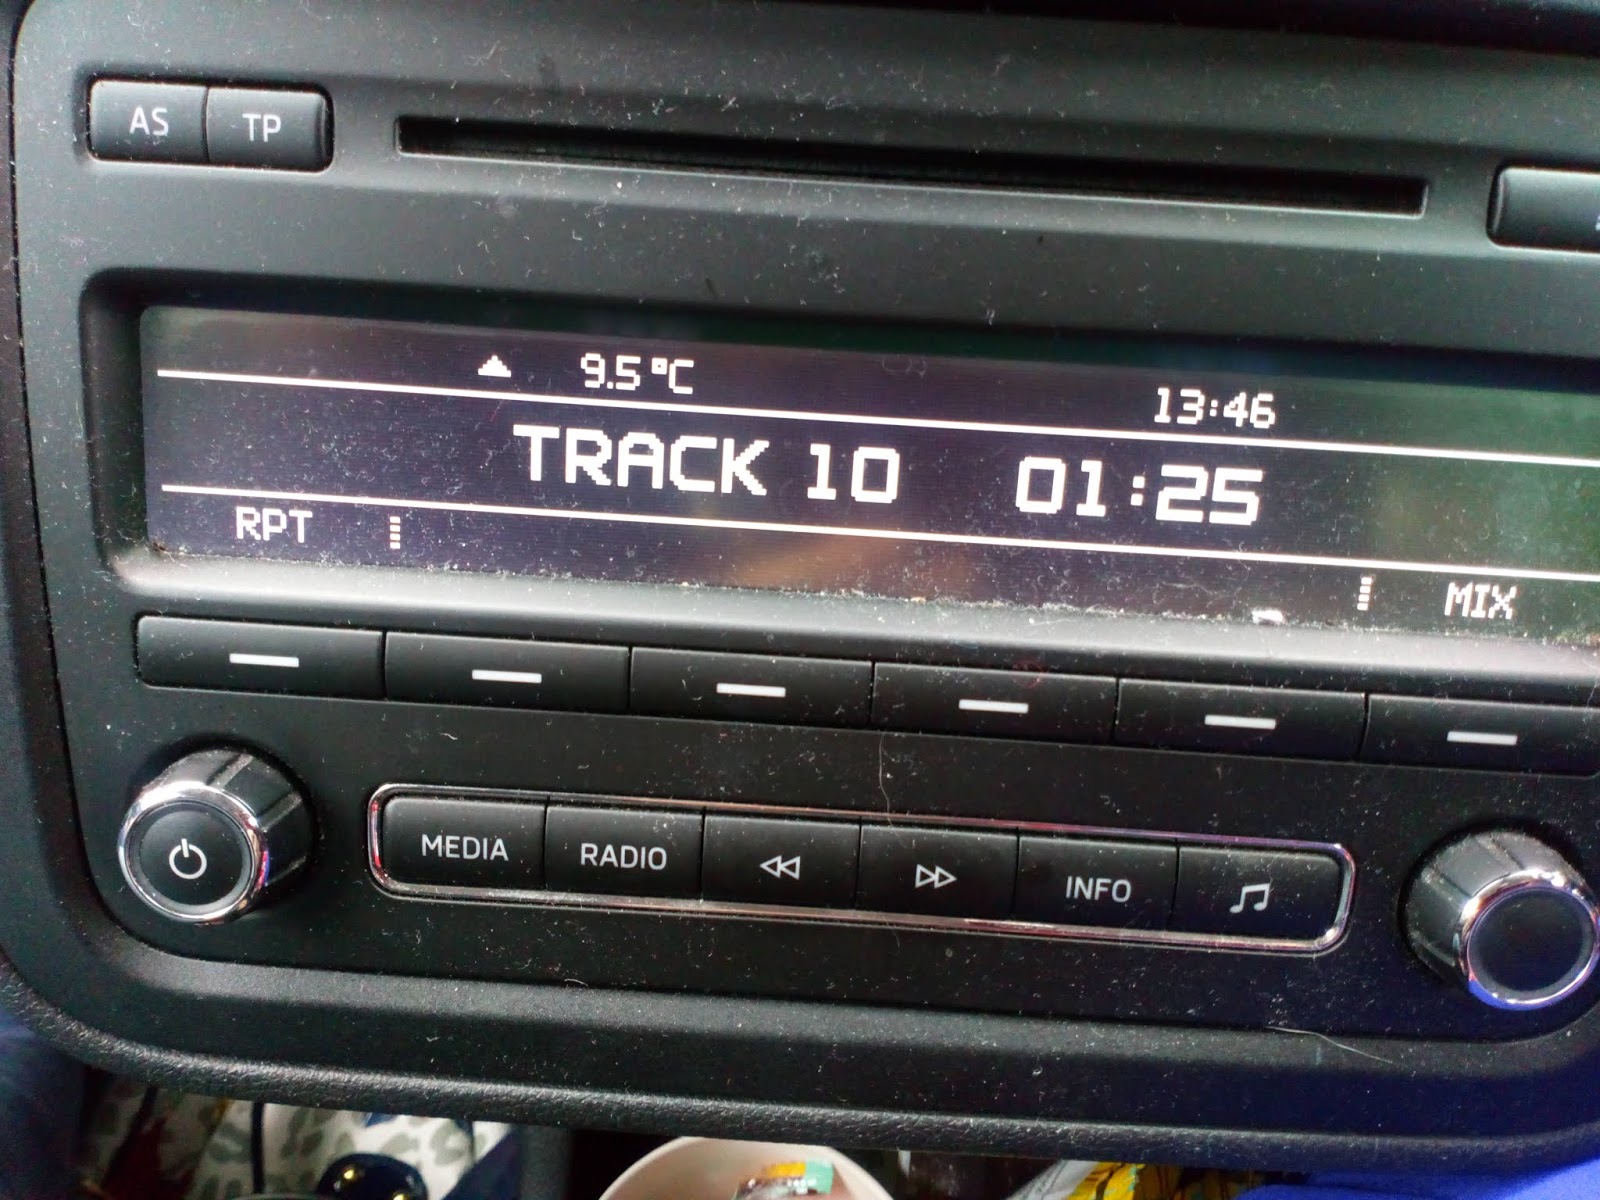 AS TP
9.5°C 13:46
TRACK 10 01:25
RPT MIX
MEDIA RADIO INFO